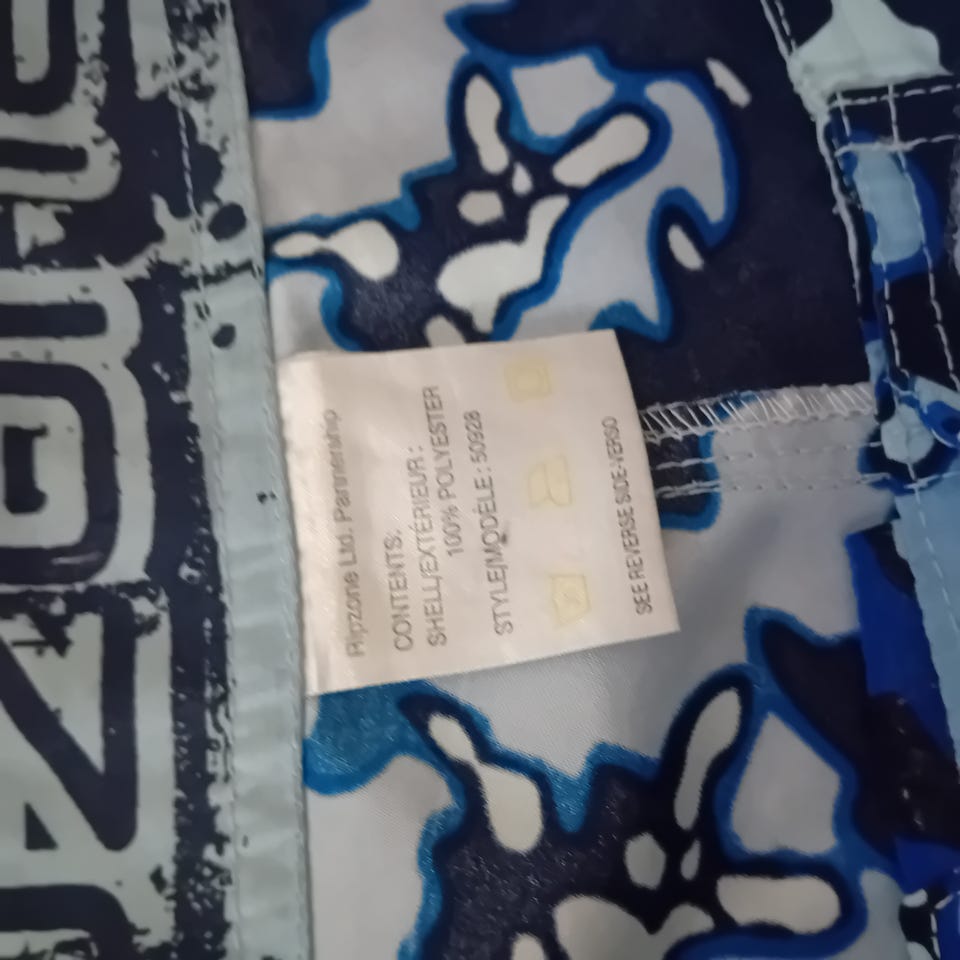 Ripzone Ltd. Partnership
CONTENTS:
SHELL/EXTÉRIEUR:
100% POLYESTER
STYLE/MODÈLE: 50928
SEE REVERSE SIDE-VERSO